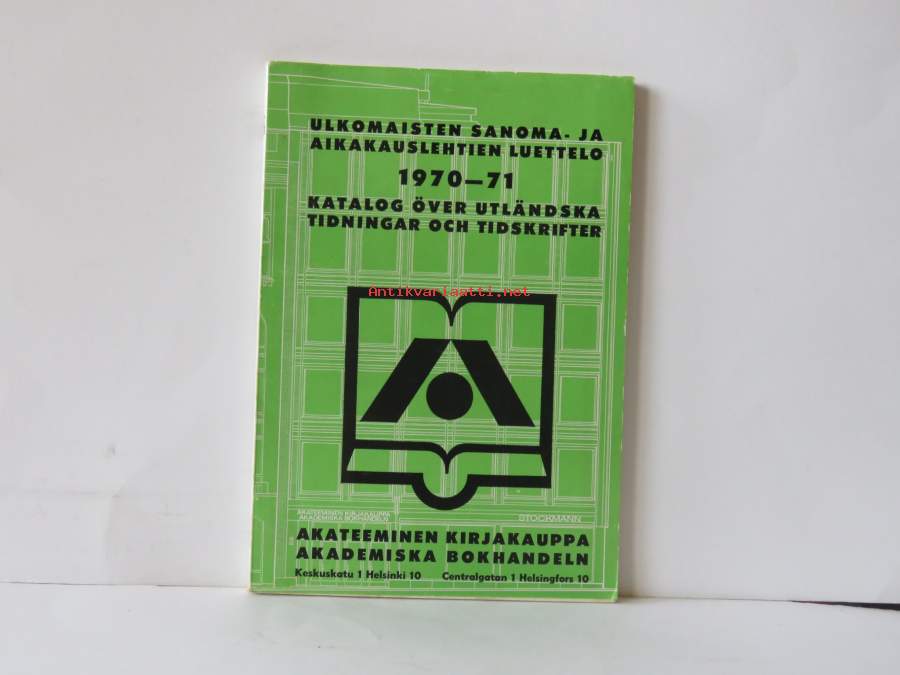 ULKOMAISTEN SANOMA- JA
AIKAKAUSLEHTIEN LUETTELO
1970—71
KATALOG ÖVER UTLÄNDSKA
TIDNINGAR OCH TIDSKRIFTER
Antikvariaatti.net
AKATEEMINEN KIRJAKAUPPA
AKADEMISKA BOKHANDELN
STOCKMANN
AKATEEMINEN KIRJAKAUPPA
AKADEMISKA BOKHANDELN
Keskuskatu 1 Helsinki 10 Centralgatan 1 Helsingfors 10